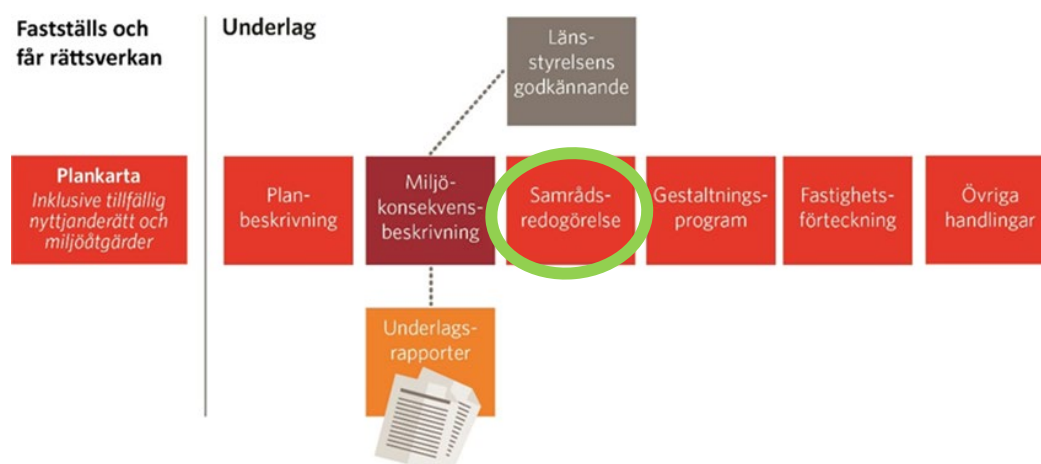 Fastställs och
får rättsverkan
Underlag
Läns-
styrelsens
godkännande
Plankarta
Inklusive tillfällig
nyttjanderätt och
miljöåtgärder
Plan-
beskrivning
Miljö-
konsekvens-
beskrivning
Samråds-
redogörelse
Gestaltnings-
program
Fastighets-
förteckning
Övriga
handlingar
Underlags-
rapporter